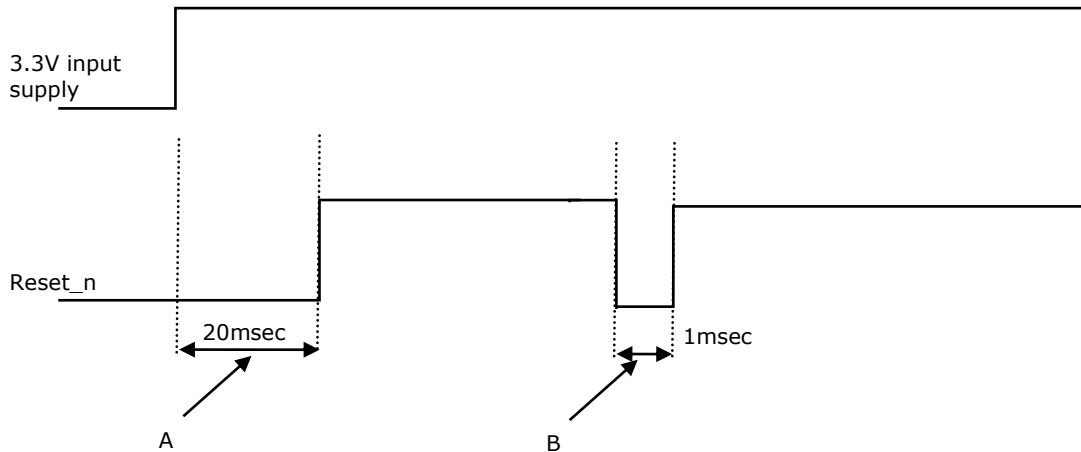 3.3V input
supply
Reset_n
20msec
1msec
A
B